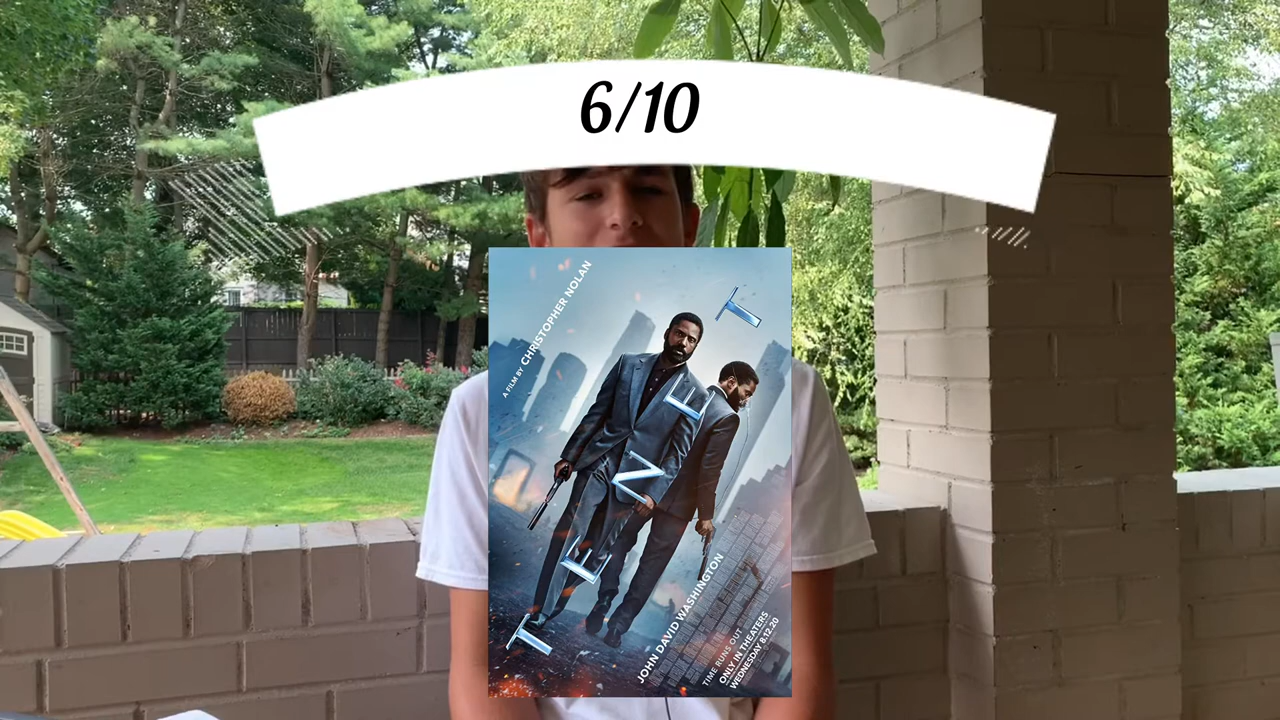 6/10
A FILM BY CHRISTOPHER NOLAN
TENET
JOHN DAVID WASHINGTON
TIME RUNS OUT
ONLY IN THEATERS
WEDNESDAY 8.12.20